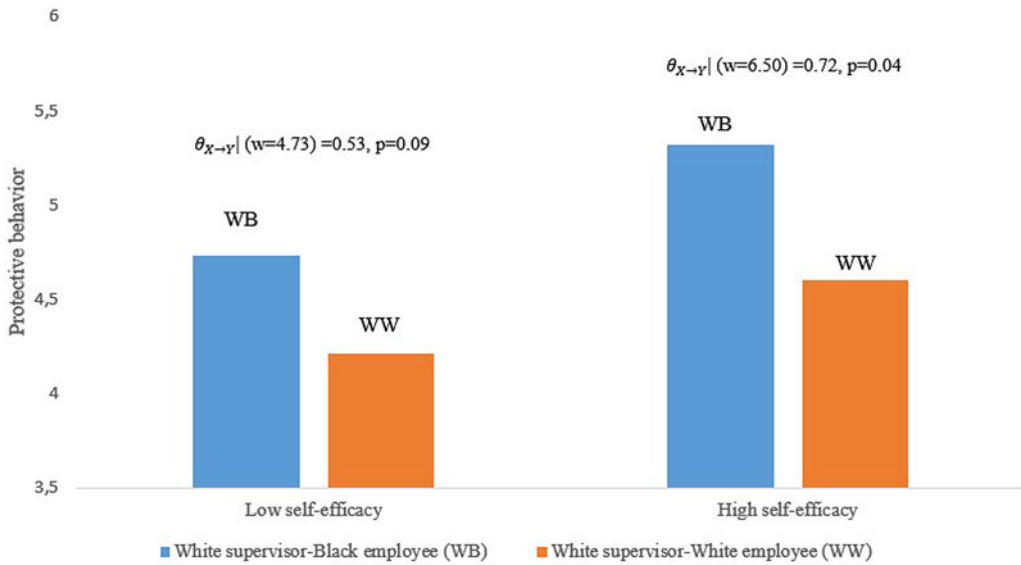 6
θX→Y| (w=6.50) =0.72, p=0.04
5,5
WB
θX→Y| (w=4.73) =0.53, p=0.09
Protective behavior
5
WB
WW
4,5
WW
4
3,5
Low self-efficacy
High self-efficacy
White supervisor-Black employee (WB)
White supervisor-White employee (WW)